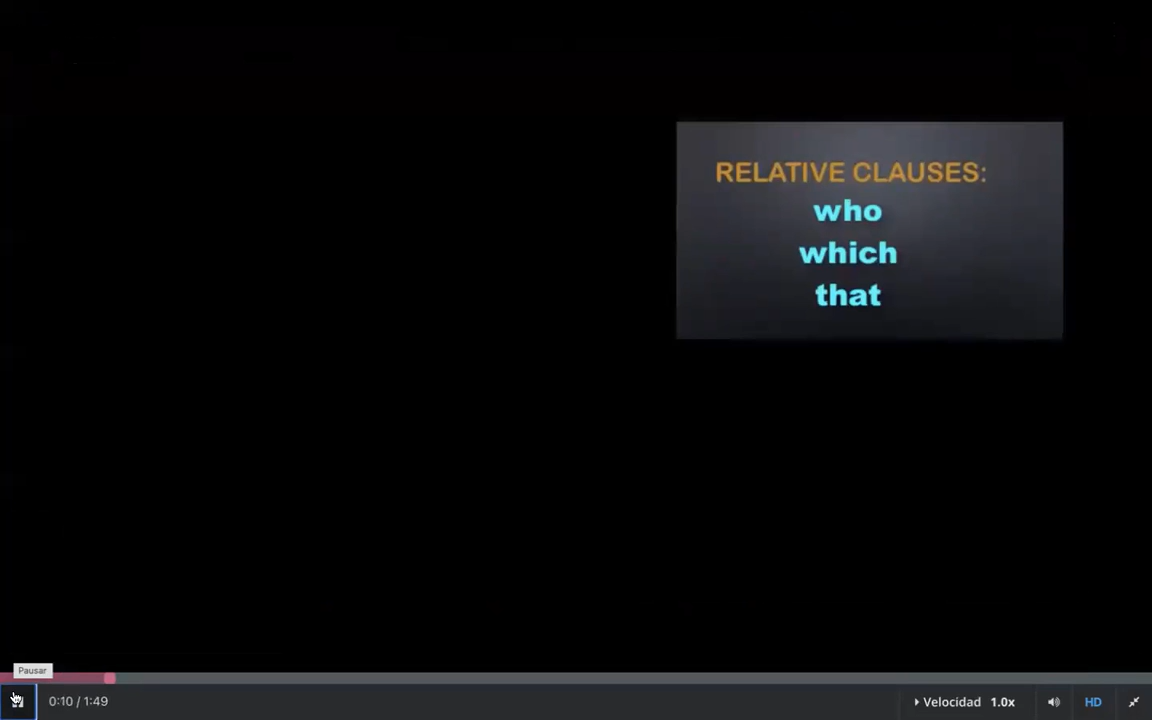 RELATIVE CLAUSES:
who
which
that
Pausar
0:10 / 1:49
Velocidad 1.0x
HD